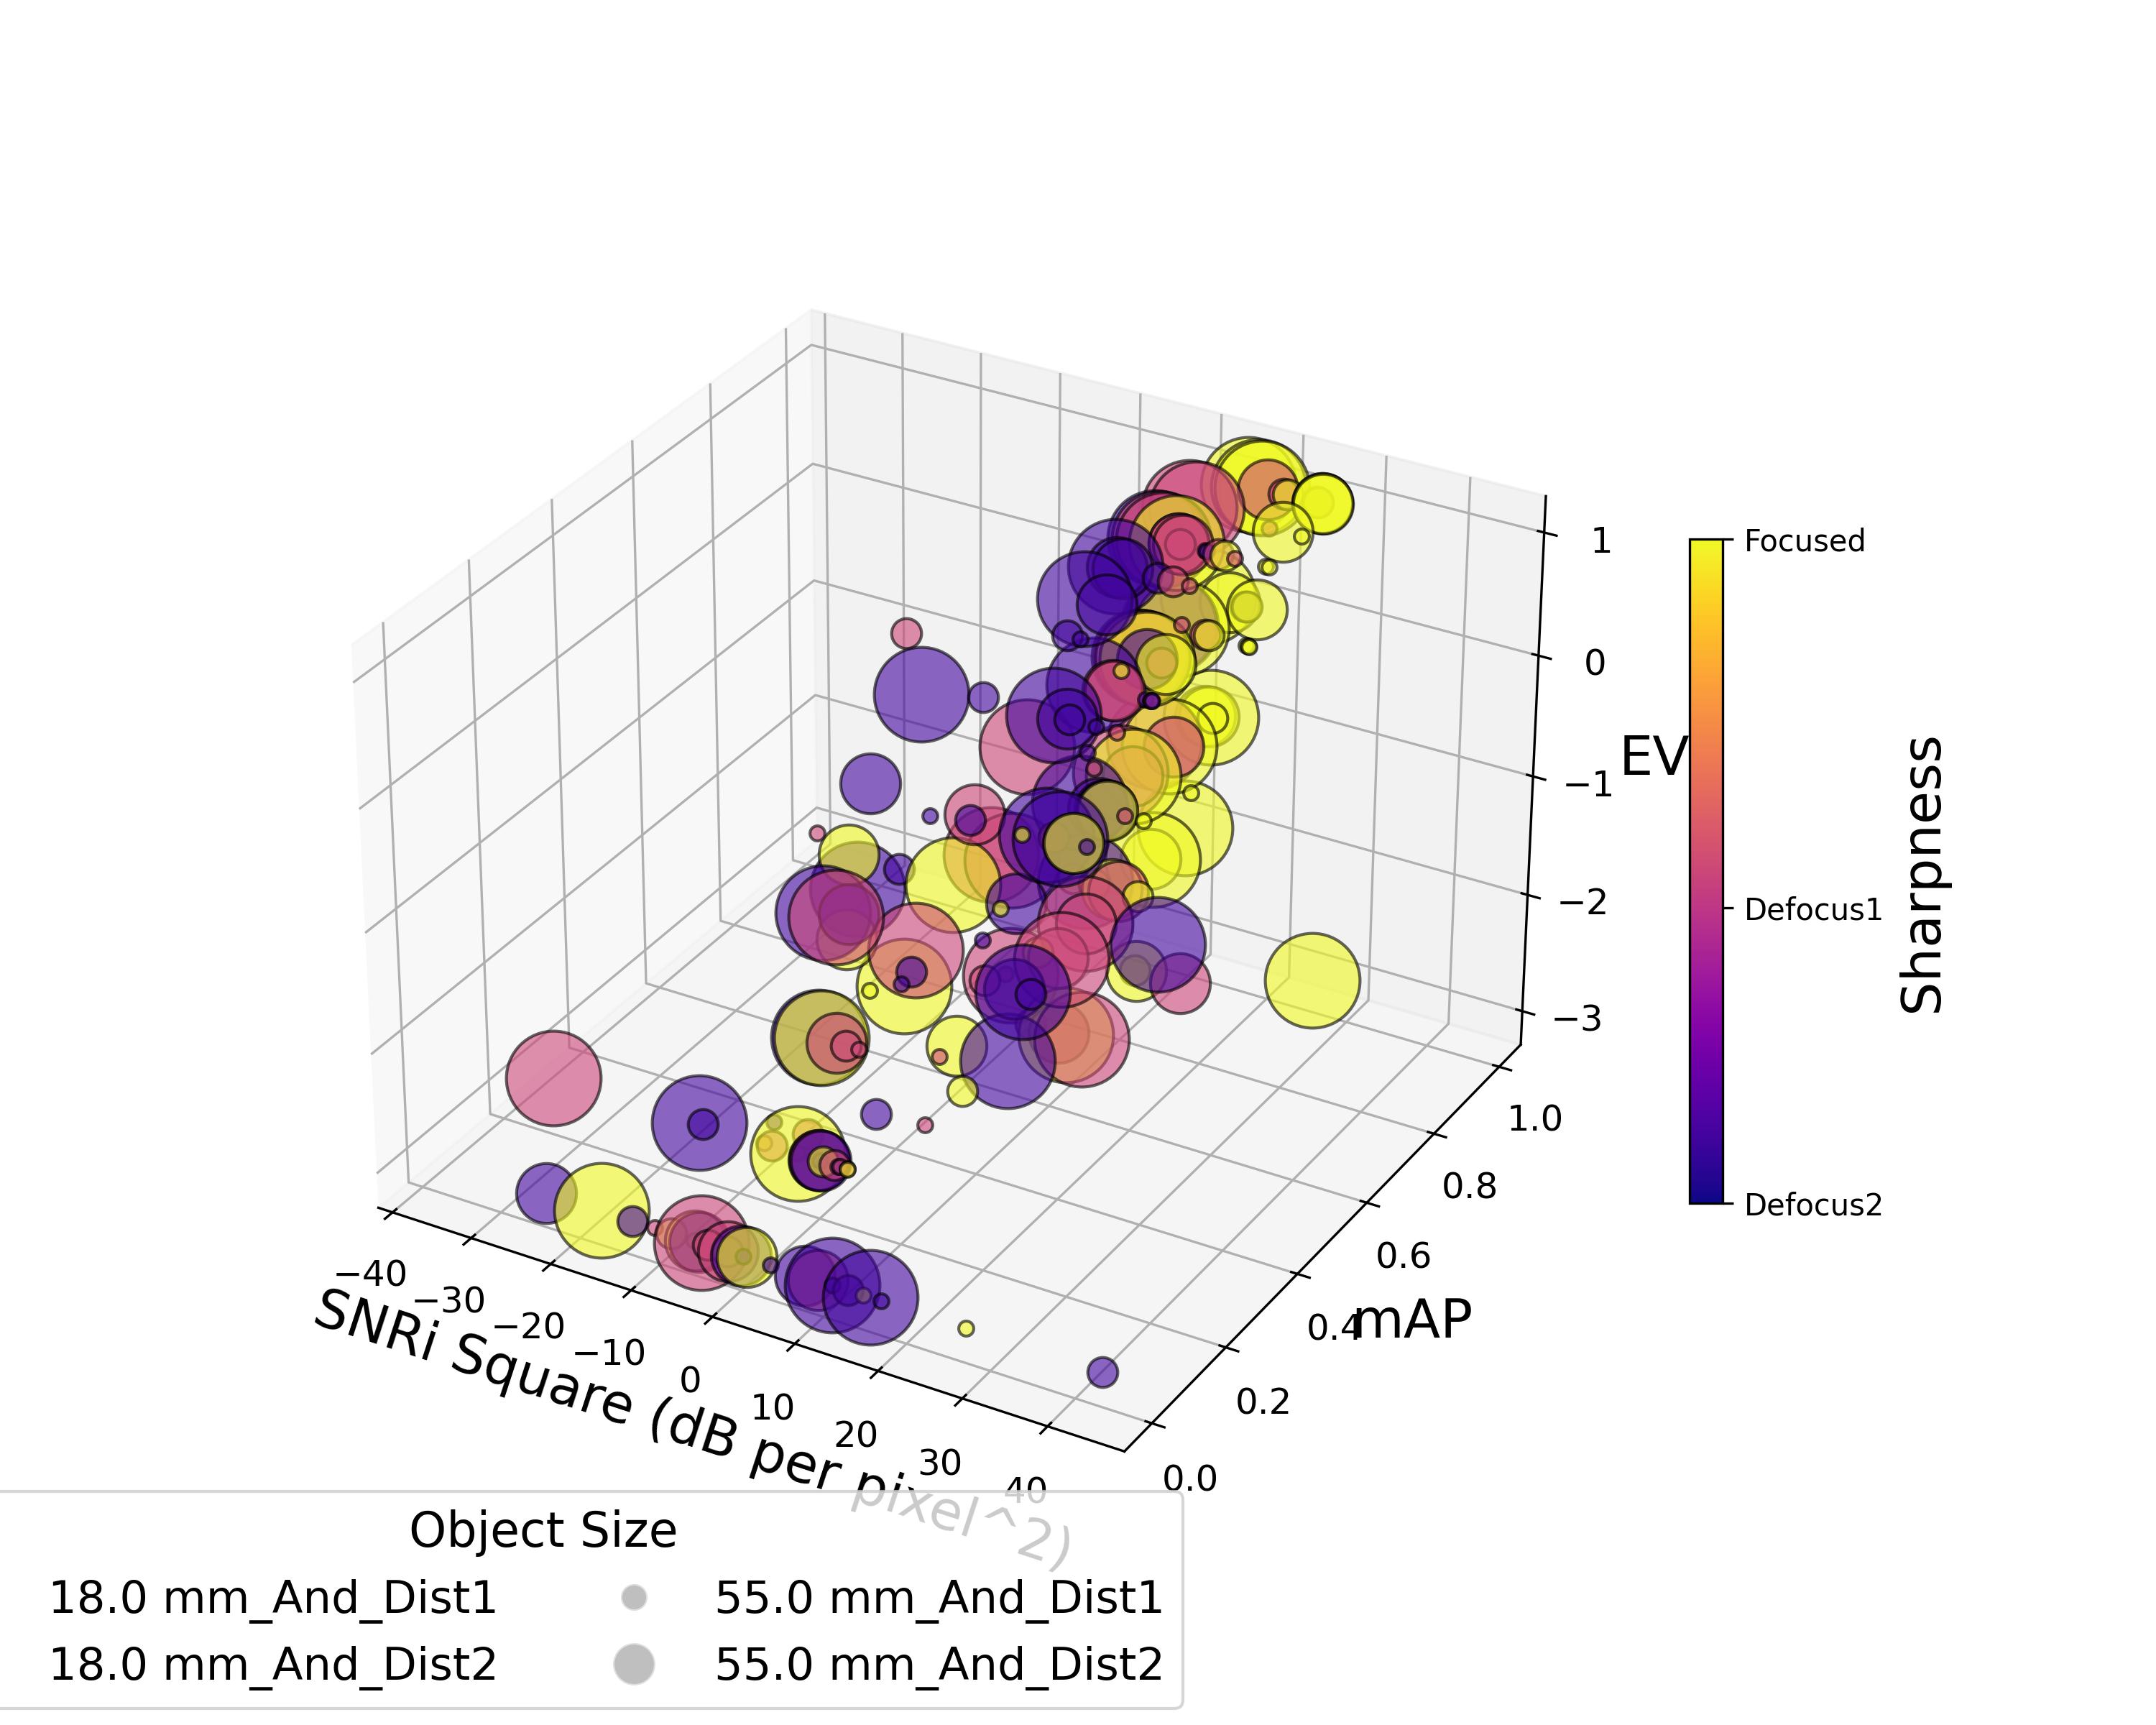 1
0
−1
−2
−3
EV
Focused
Defocus1
Defocus2
Sharpness
−40
−30
−20
−10
0
10
20
30
40
SNRi Square (dB per pixel^2)
0.0
0.2
0.4
0.6
0.8
1.0
mAP
Object Size
18.0 mm_And_Dist1
55.0 mm_And_Dist1
18.0 mm_And_Dist2
55.0 mm_And_Dist2